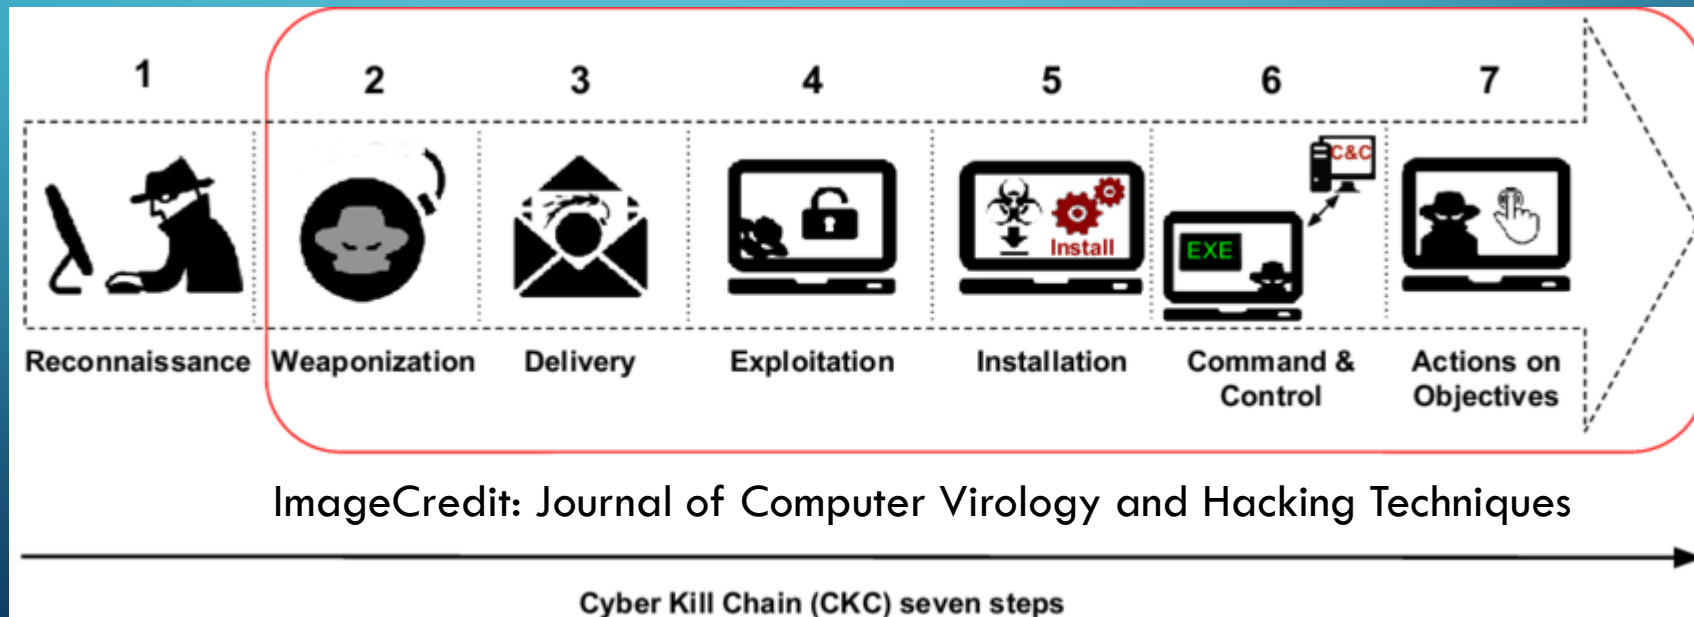 1 2 3 4 5 6 7
C&C
EXE
Install
Reconnaissance Weaponization Delivery Exploitation Installation Command & Control Actions on Objectives
ImageCredit: Journal of Computer Virology and Hacking Techniques
Cyber Kill Chain (CKC) seven steps